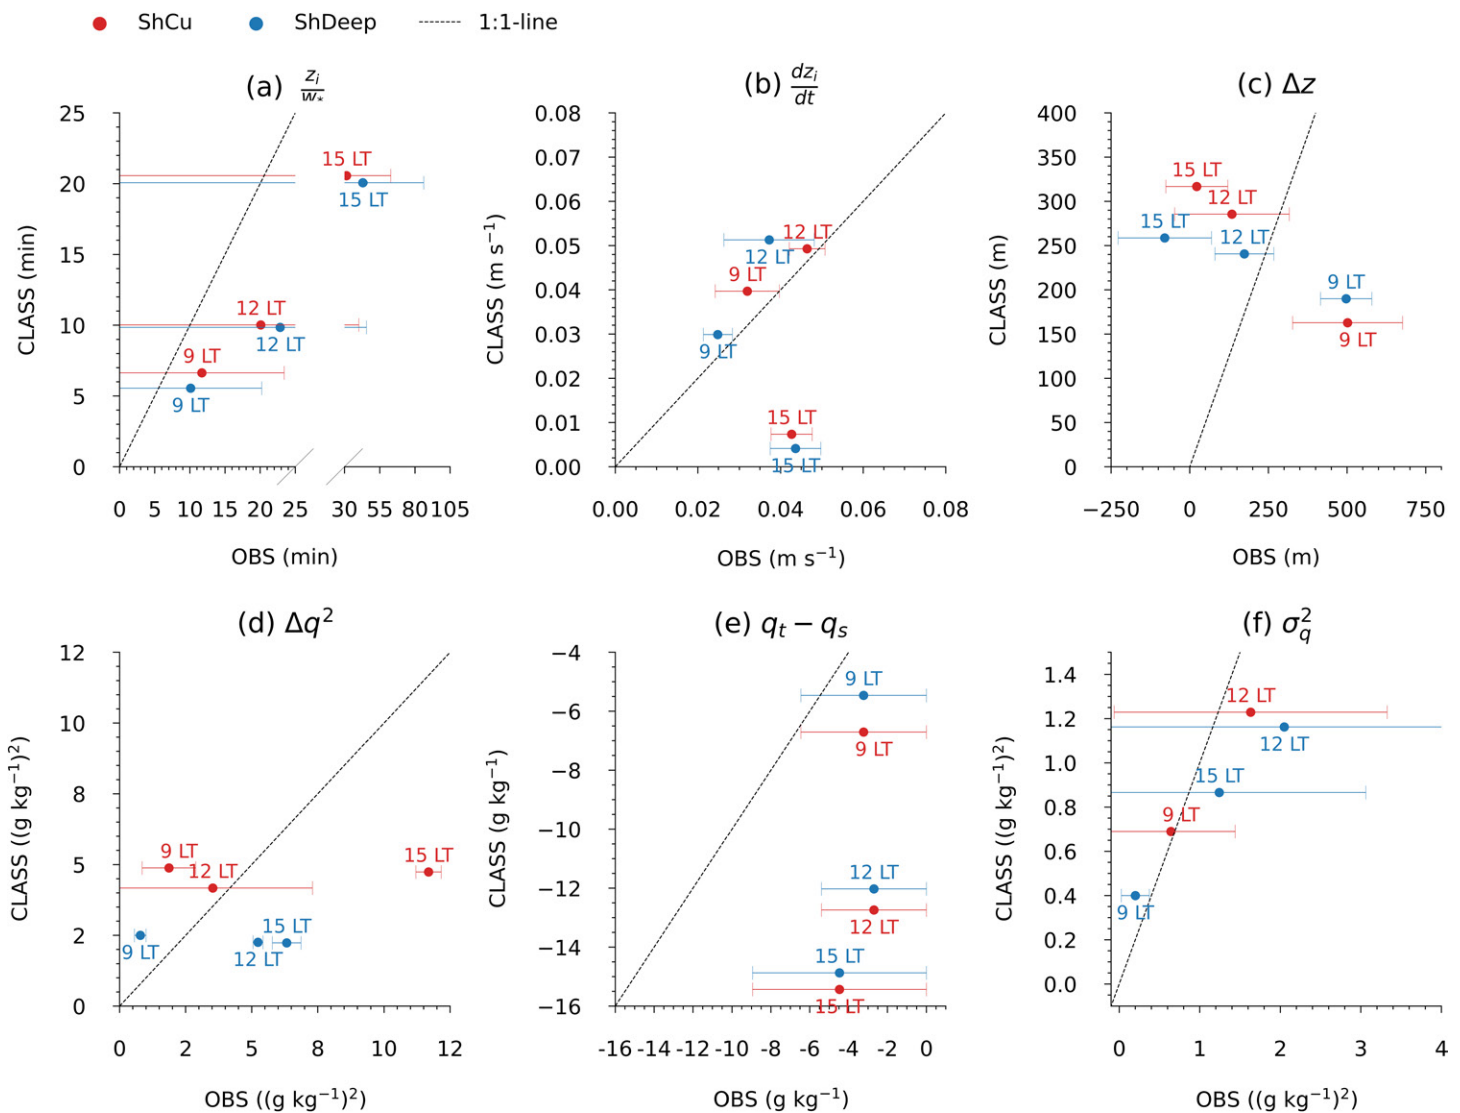 ShCu ShDeep 1:1-line
(a) z_i/w_*
25
20
15
10
5
0
CLASS (min)
15 LT
15 LT
12 LT
12 LT
9 LT
9 LT
0 5 10 15 20 25 30 55 80 105
OBS (min)
(b) dz_i/dt
0.08
0.07
0.06
0.05
0.04
0.03
0.02
0.01
0.00
CLASS (m s⁻¹)
12 LT
12 LT
9 LT
9 LT
15 LT
15 LT
0.00 0.02 0.04 0.06 0.08
OBS (m s⁻¹)
(c) Δz
400
350
300
250
200
150
100
50
0
CLASS (m)
15 LT
12 LT
15 LT
12 LT
9 LT
9 LT
−250 0 250 500 750
OBS (m)
(d) Δq²
12
10
8
5
2
0
CLASS ((g kg⁻¹)²)
9 LT
12 LT
15 LT
15 LT
9 LT
12 LT
0 2 5 8 10 12
OBS ((g kg⁻¹)²)
(e) q_t − q_s
−4
−6
−8
−10
−12
−14
−16
CLASS (g kg⁻¹)
9 LT
9 LT
12 LT
12 LT
15 LT
15 LT
-16 -14 -12 -10 -8 -6 -4 -2 0
OBS (g kg⁻¹)
(f) σ_q²
1.4
1.2
1.0
0.8
0.6
0.4
0.2
0.0
CLASS ((g kg⁻¹)²)
12 LT
12 LT
15 LT
9 LT
9 LT
0 1 2 3 4
OBS ((g kg⁻¹)²)